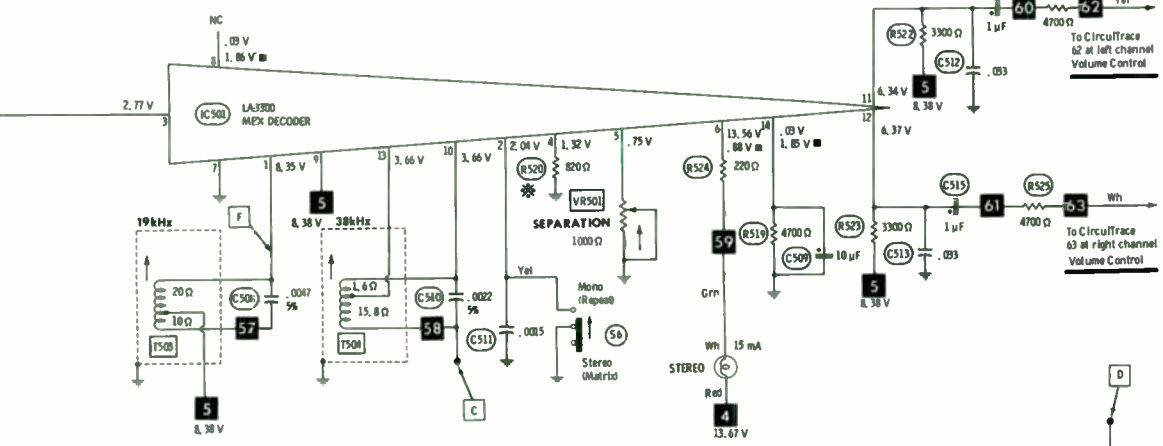 NC
.03 V
1.86 V ■
8
2.77 V
3
IC501
LA3300
MPX DECODER
7
1
8.35 V
9
5
8.38 V
13
3.66 V
10
3.66 V
2
2.04 V
4
1.32 V
R520
※
820Ω
5
.75 V
VR501
SEPARATION
1000Ω
6
13.56 V
.88 V ■
R524
220Ω
14
.03 V
1.85 V ■
11
6.34 V
12
6.37 V
R522
3300Ω
C512
.033
5
8.38 V
1 µF
60
4700Ω
62
To CircuiTrace
62 at left channel
Volume Control
C515
1 µF
61
R525
4700Ω
63
Wh
To CircuiTrace
63 at right channel
Volume Control
R523
3300Ω
C513
.033
5
8.38 V
R519
4700Ω
C509
10 µF
59
Grn
Wh
15 mA
STEREO
Red
4
13.67 V
F
19kHz
20Ω
10Ω
T503
.0047
5%
57
5
8.38 V
38kHz
1.6Ω
15.8Ω
T504
C510
.0022
5%
58
C
C511
.0015
Yel
Mono
(Repeat)
S6
Stereo
(Matrix)
D